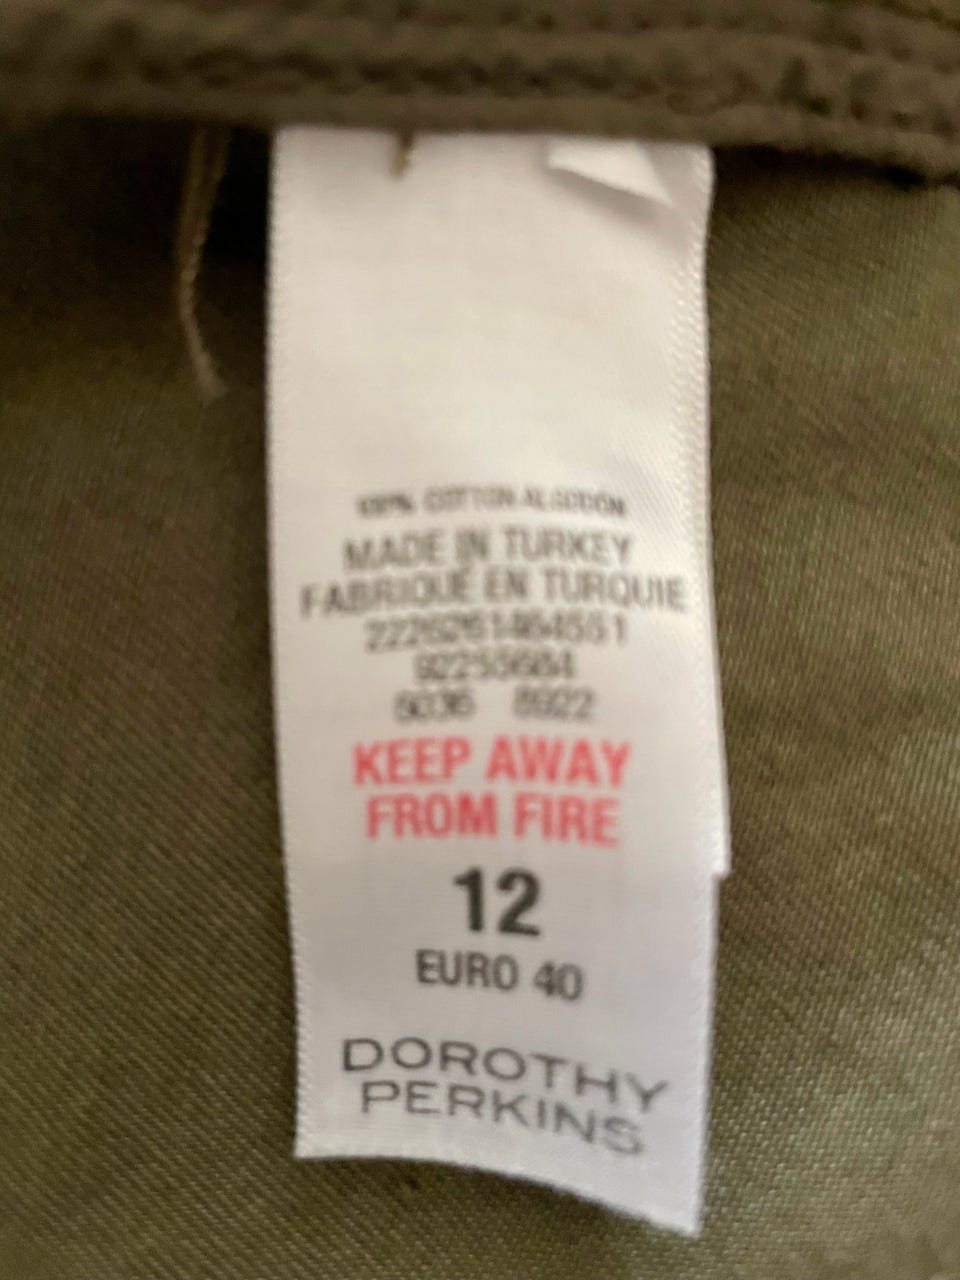 100% COTTON ALGODÓN
MADE IN TURKEY
FABRIQUÉ EN TURQUIE
KEEP AWAY
FROM FIRE
12
EURO 40
DOROTHY
PERKINS